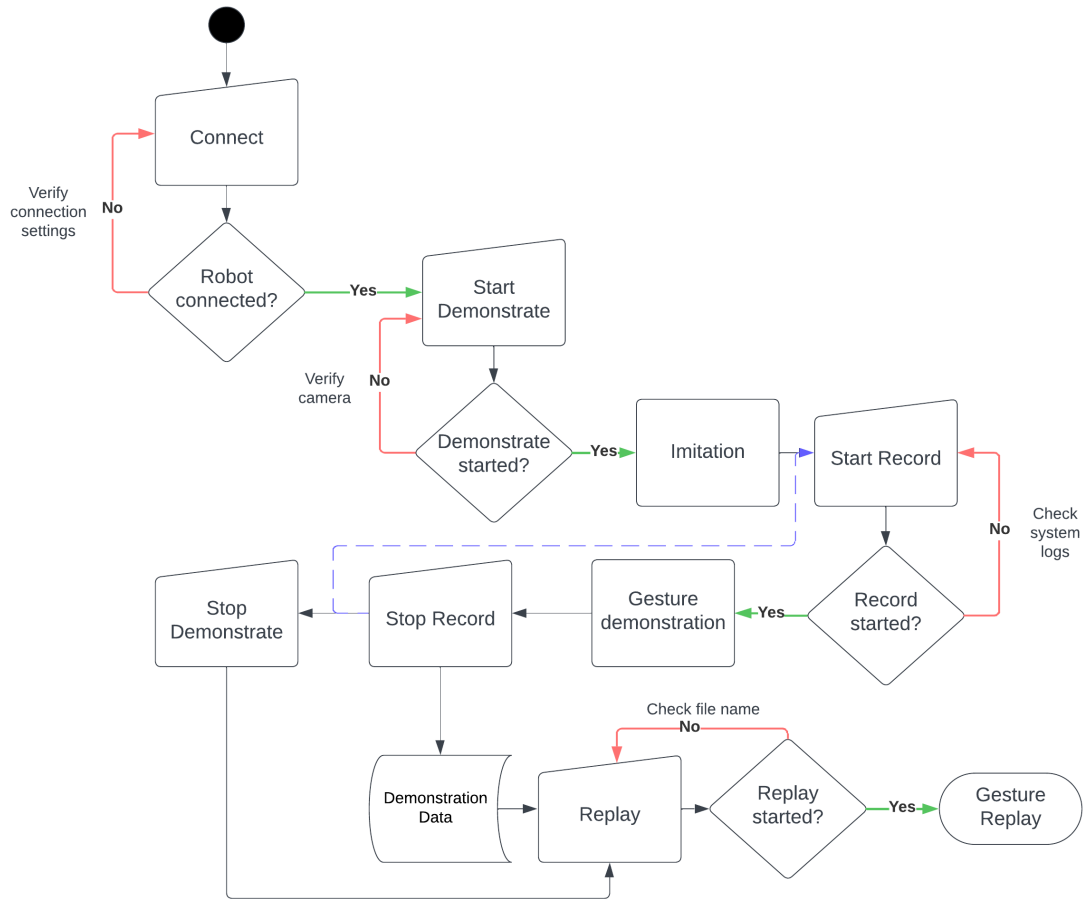 Connect
Verify
connection
settings
No
Robot
connected?
Yes
Start
Demonstrate
Verify
camera
No
Demonstrate
started?
Yes
Imitation
Start Record
No
Check
system
logs
Record
started?
Yes
Gesture
demonstration
Stop Record
Stop
Demonstrate
Demonstration
Data
Replay
Check file name
No
Replay
started?
Yes
Gesture
Replay